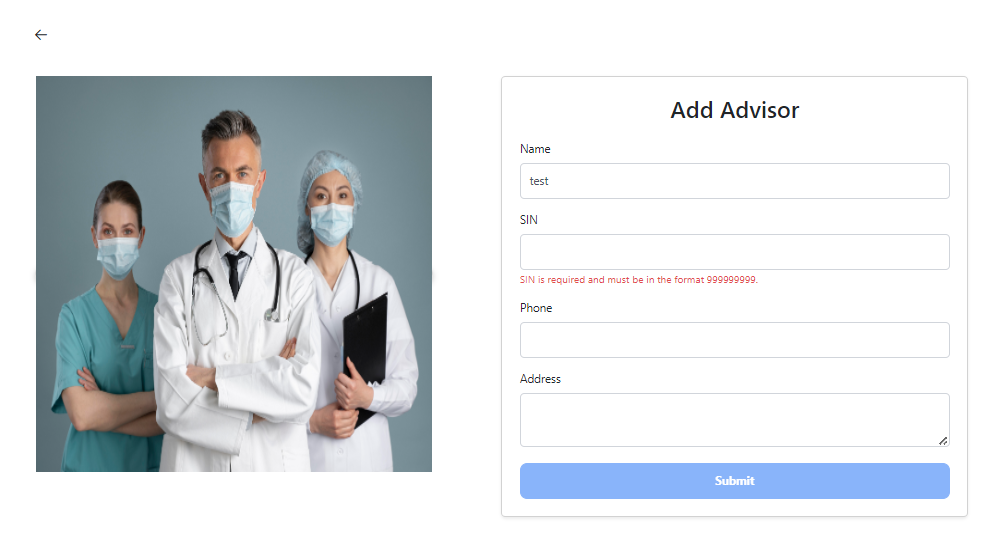 Add Advisor
Name
test
SIN
SIN is required and must be in the format 999999999.
Phone
Address
Submit